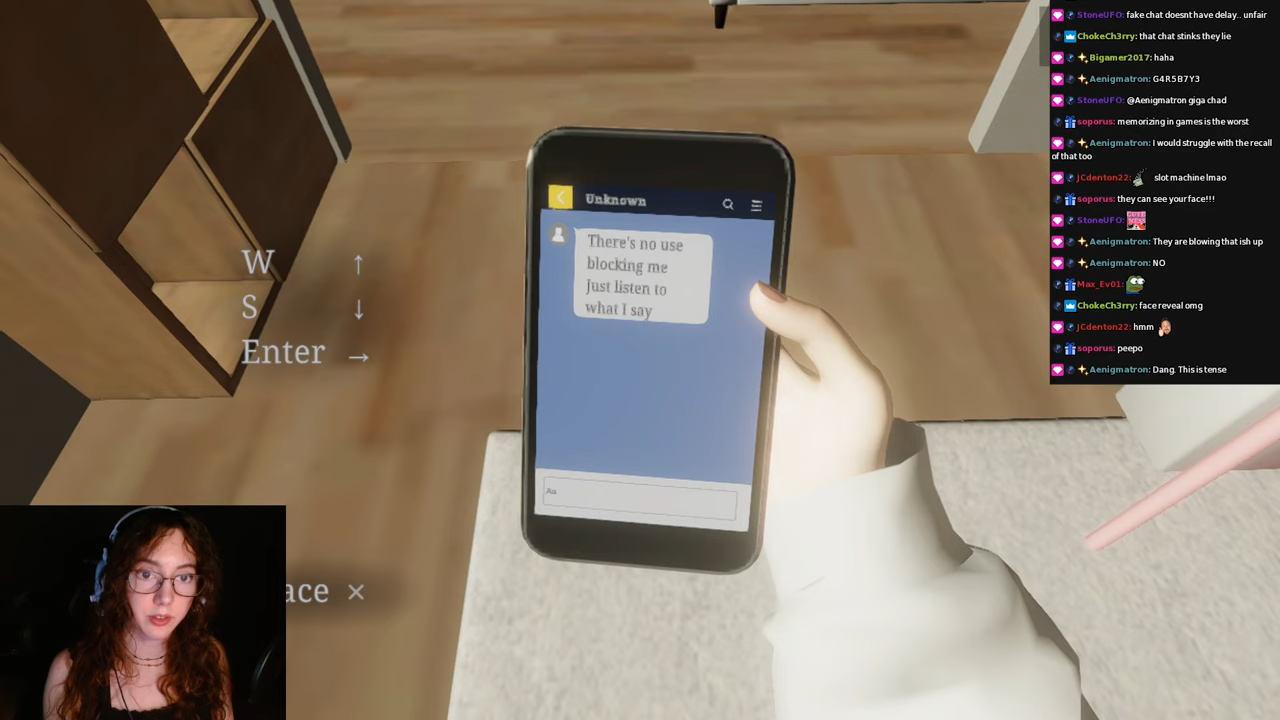 StoneUFO: fake chat doesnt have delay.. unfair
ChokeCh3rry: that chat stinks they lie
Bigamer2017: haha
Aenigmatron: G4R5B7Y3
StoneUFO: @Aenigmatron giga chad
soporus: memorizing in games is the worst
Aenigmatron: I would struggle with the recall
of that too
JCdenton22: slot machine lmao
soporus: they can see your face!!!
StoneUFO:
Aenigmatron: They are blowing that ish up
Aenigmatron: NO
Max_Ev01:
ChokeCh3rry: face reveal omg
JCdenton22: hmm
soporus: peepo
Aenigmatron: Dang. This is tense
Unknown
There's no use
blocking me
Just listen to
what I say
Aa
W ↑
S ↓
Enter →
ace ×